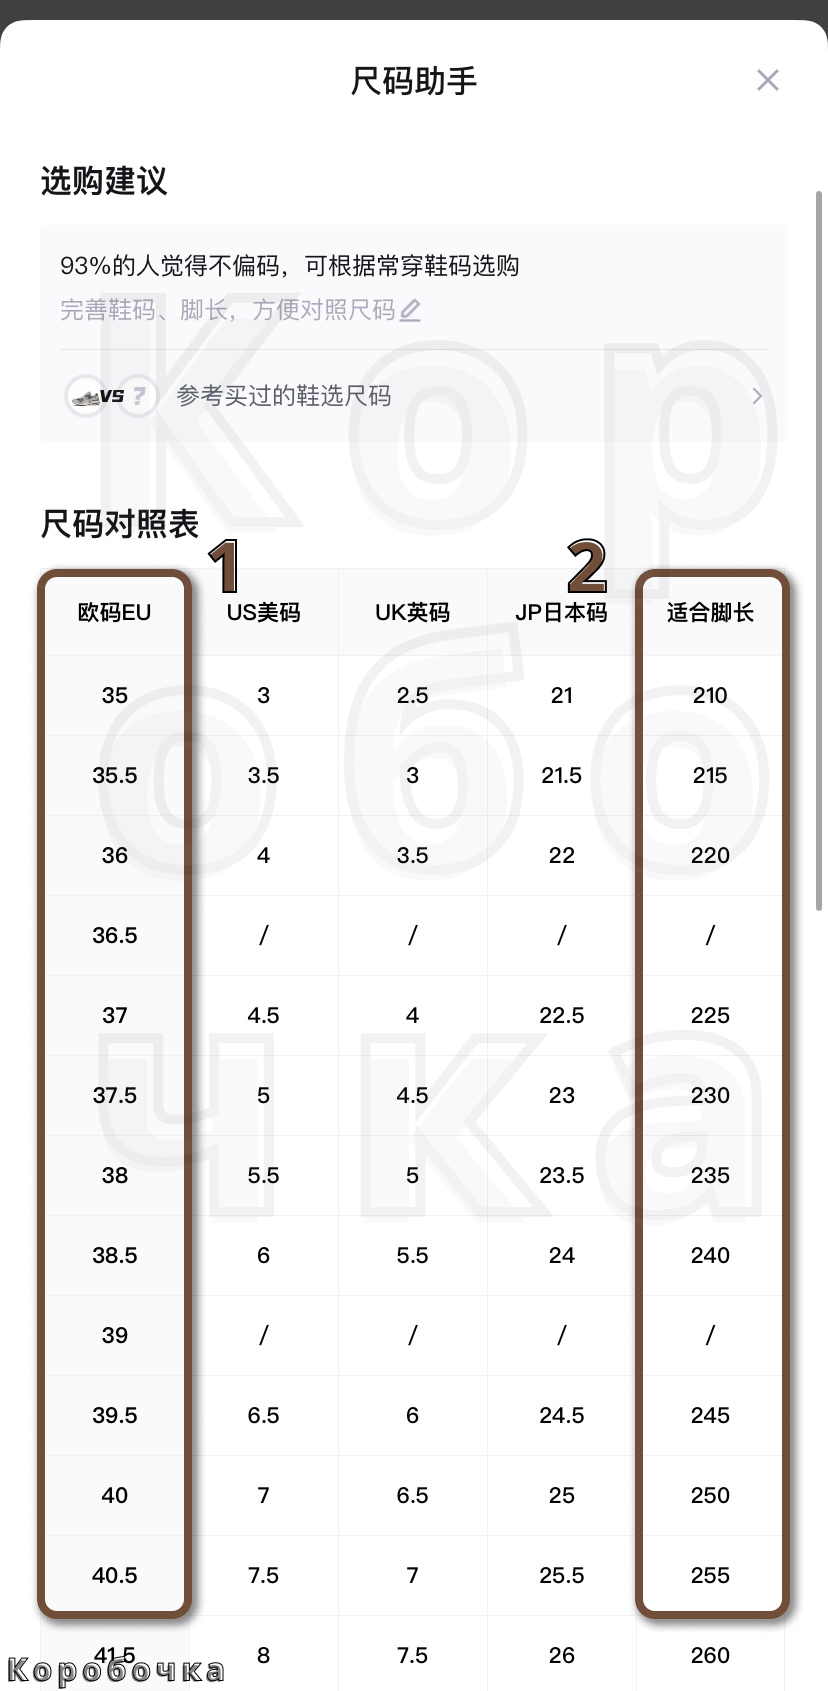 尺码助手
选购建议
93%的人觉得不偏码，可根据常穿鞋码选购
完善鞋码、脚长，方便对照尺码
VS ? 参考买过的鞋选尺码
尺码对照表
1 2
欧码EU US美码 UK英码 JP日本码 适合脚长
35 3 2.5 21 210
35.5 3.5 3 21.5 215
36 4 3.5 22 220
36.5 / / / /
37 4.5 4 22.5 225
37.5 5 4.5 23 230
38 5.5 5 23.5 235
38.5 6 5.5 24 240
39 / / / /
39.5 6.5 6 24.5 245
40 7 6.5 25 250
40.5 7.5 7 25.5 255
41.5 8 7.5 26 260
Коробочка
Кор
обо
чка